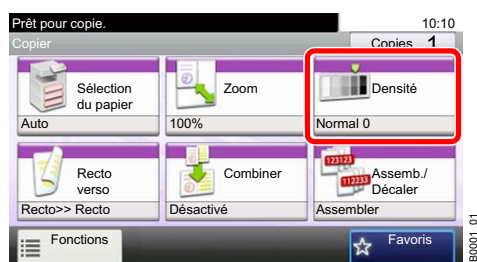 Prêt pour copie.
10:10
Copier
Copies 1
Sélection
du papier
Auto
Zoom
100%
Densité
Normal 0
Recto
verso
Recto>> Recto
Combiner
Désactivé
123123
112233
Assemb./
Décaler
Assembler
Fonctions
Favoris
B0001_01